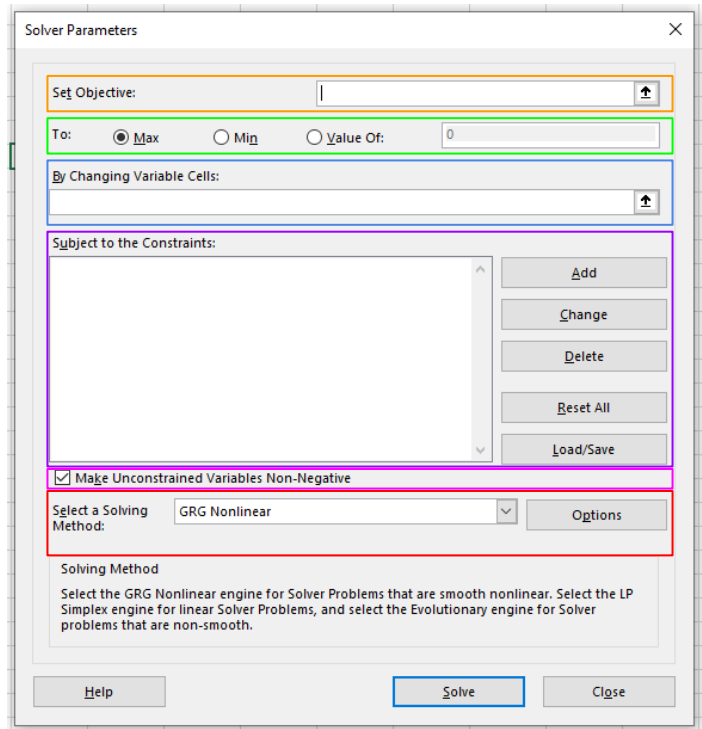 Solver Parameters
Set Objective:
To: Max Min Value Of: 0
By Changing Variable Cells:
Subject to the Constraints:
Add
Change
Delete
Reset All
Load/Save
Make Unconstrained Variables Non-Negative
Select a Solving
Method:
GRG Nonlinear
Options
Solving Method
Select the GRG Nonlinear engine for Solver Problems that are smooth nonlinear. Select the LP
Simplex engine for linear Solver Problems, and select the Evolutionary engine for Solver
problems that are non-smooth.
Help Solve Close